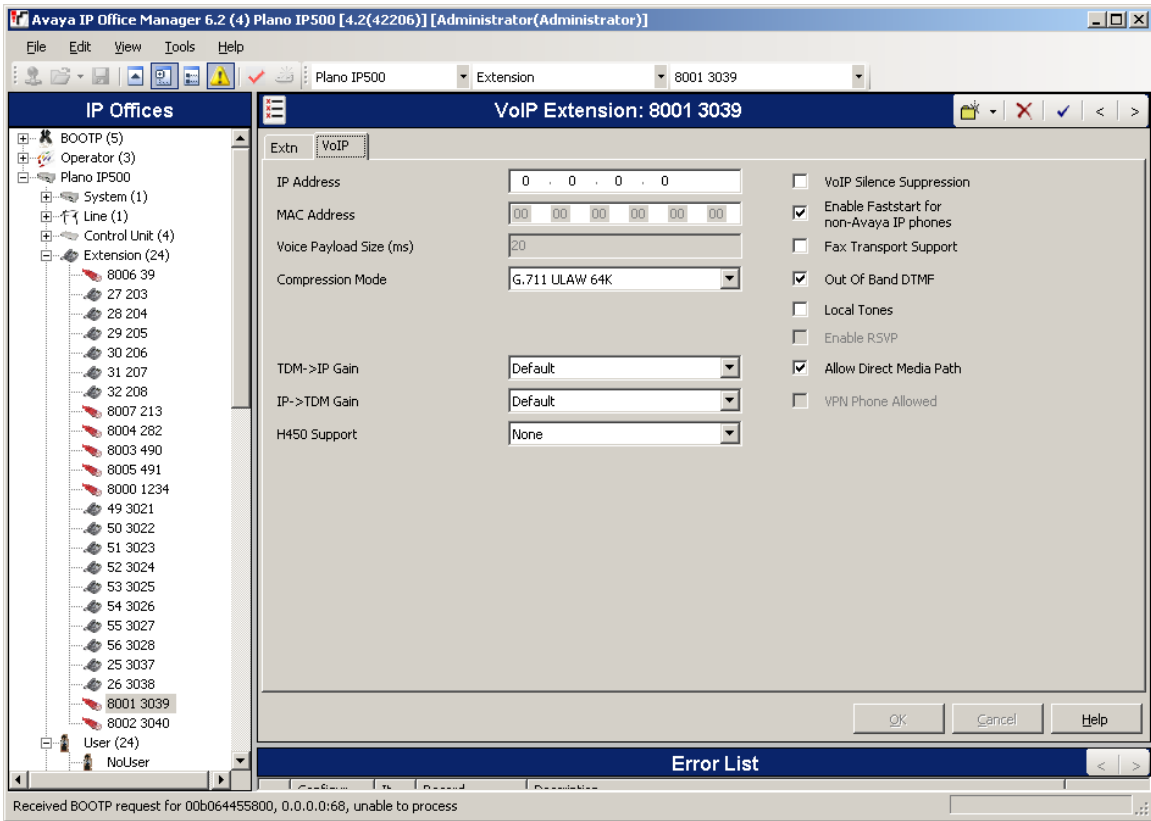 Avaya IP Office Manager 6.2 (4) Plano IP500 [4.2(42206)] [Administrator(Administrator)]
File Edit View Tools Help
Plano IP500 Extension 8001 3039
IP Offices
BOOTP (5)
Operator (3)
Plano IP500
System (1)
Line (1)
Control Unit (4)
Extension (24)
8006 39
27 203
28 204
29 205
30 206
31 207
32 208
8007 213
8004 282
8003 490
8005 491
8000 1234
49 3021
50 3022
51 3023
52 3024
53 3025
54 3026
55 3027
56 3028
25 3037
26 3038
8001 3039
8002 3040
User (24)
NoUser
VoIP Extension: 8001 3039
Extn VoIP
IP Address 0 . 0 . 0 . 0
MAC Address 00 00 00 00 00 00
Voice Payload Size (ms) 20
Compression Mode G.711 ULAW 64K
TDM->IP Gain Default
IP->TDM Gain Default
H450 Support None
VoIP Silence Suppression
Enable Faststart for
non-Avaya IP phones
Fax Transport Support
Out Of Band DTMF
Local Tones
Enable RSVP
Allow Direct Media Path
VPN Phone Allowed
OK Cancel Help
Error List
Received BOOTP request for 00b064455800, 0.0.0.0:68, unable to process